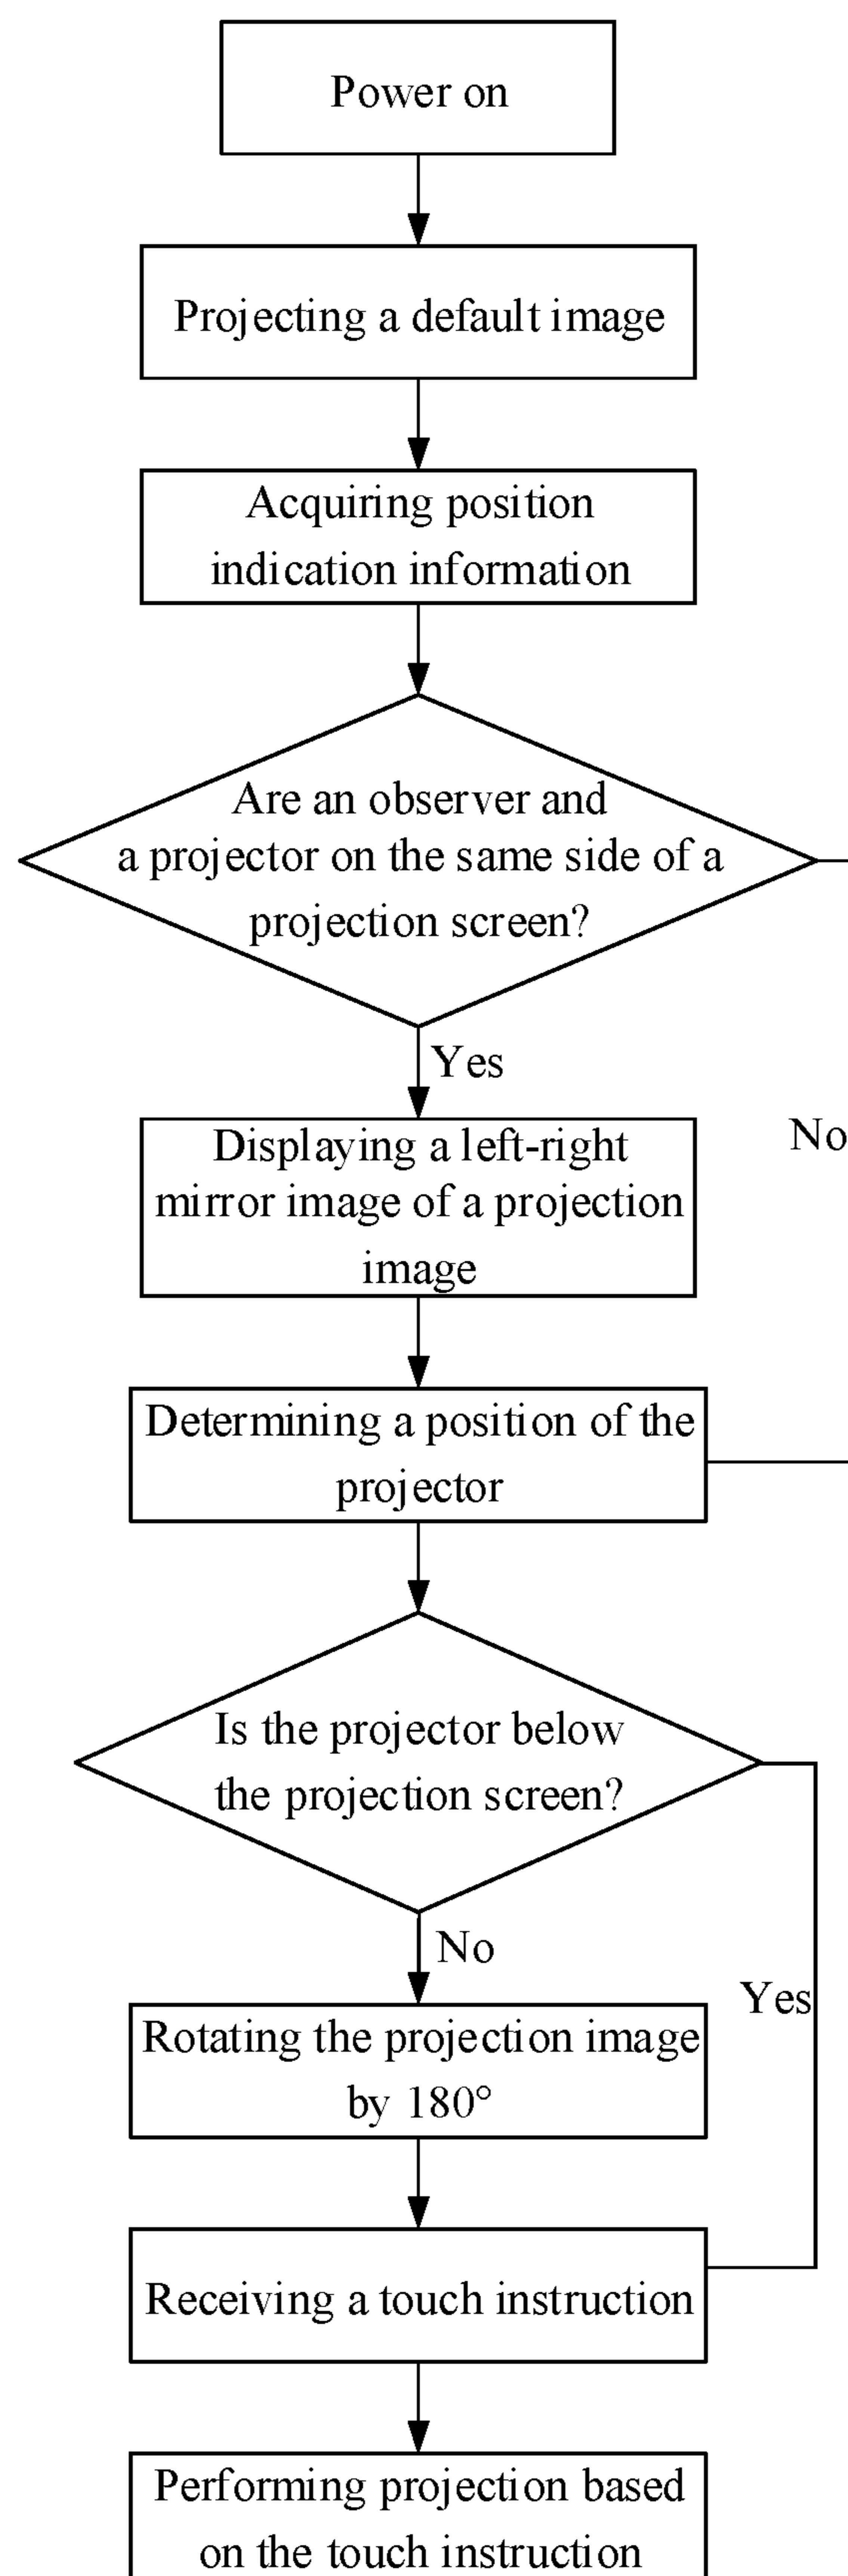 Power on
Projecting a default image
Acquiring position
indication information
Are an observer and
a projector on the same side of a
projection screen?
Yes
No
Displaying a left-right
mirror image of a projection
image
Determining a position of the
projector
Is the projector below
the projection screen?
No
Yes
Rotating the projection image
by 180°
Receiving a touch instruction
Performing projection based
on the touch instruction